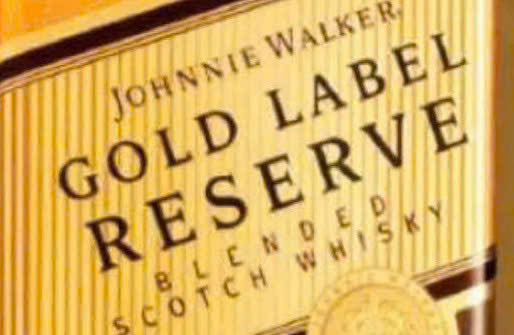 JOHNNIE WALKER
GOLD LABEL
RESERVE
BLENDED
SCOTCH WHISKY